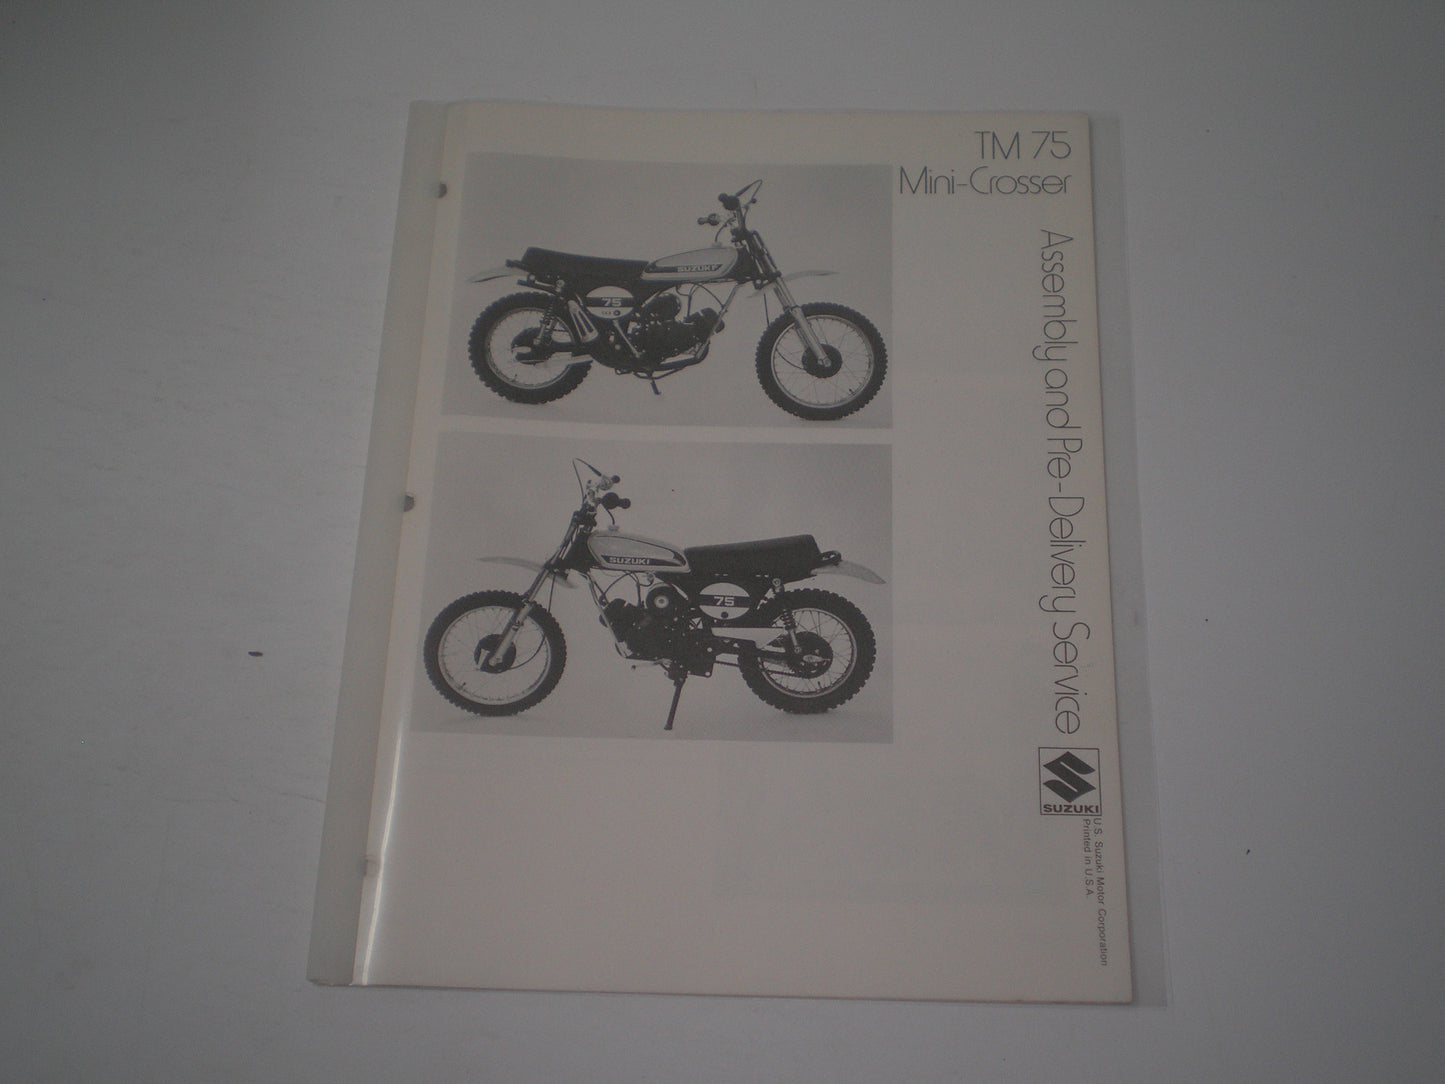 TM 75
Mini-Crosser
Assembly and Pre-Delivery Service
SUZUKI
75
SUZUKI
75
SUZUKI
U.S. Suzuki Motor Corporation
Printed in U.S.A.